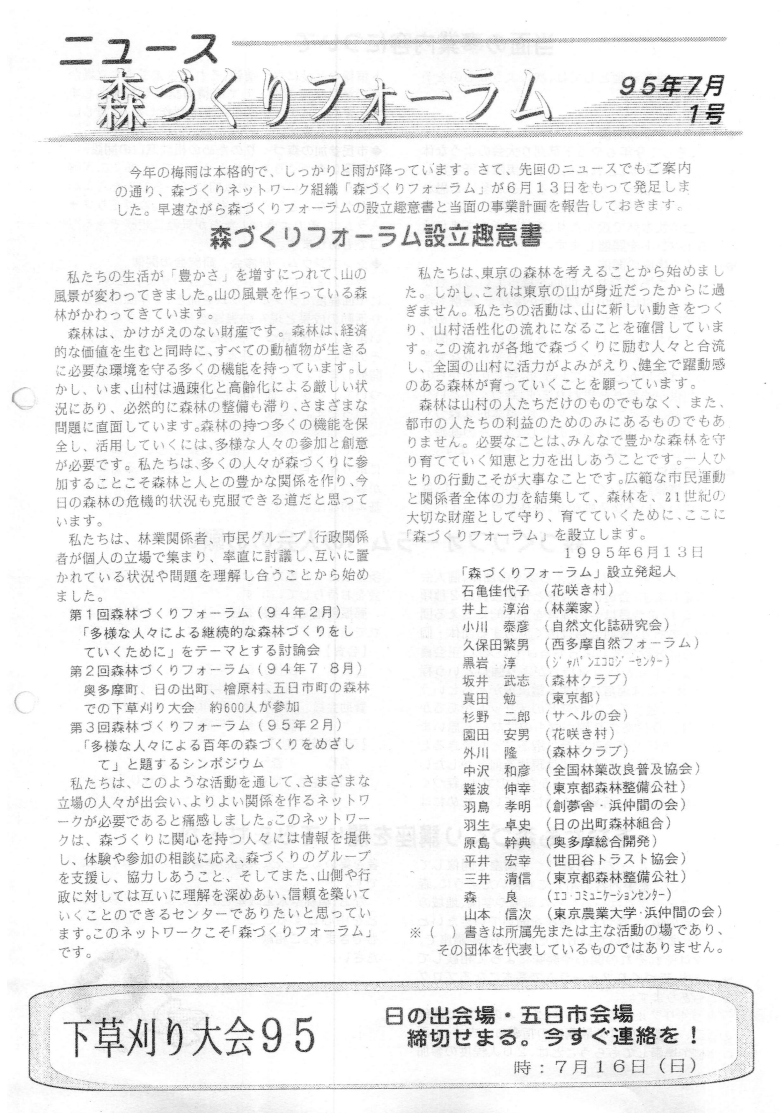 ニュース
森づくりフォーラム
95年7月
1号
今年の梅雨は本格的で、しっかりと雨が降っています。さて、先回のニュースでもご案内
の通り、森づくりネットワーク組織「森づくりフォーラム」が6月13日をもって発足しま
した。早速ながら森づくりフォーラムの設立趣意書と当面の事業計画を報告しておきます。
森づくりフォーラム設立趣意書
私たちの生活が「豊かさ」を増すにつれて、山の
風景が変わってきました。山の風景を作っている森
林がかわってきています。
森林は、かけがえのない財産です。森林は、経済
的な価値を生むと同時に、すべての動植物が生きる
に必要な環境を守る多くの機能を持っています。し
かし、いま、山村は過疎化と高齢化による厳しい状
況にあり、必然的に森林の整備も滞り、さまざまな
問題に直面しています。森林の持つ多くの機能を保
全し、活用していくには、多様な人々の参加と創意
が必要です。私たちは、多くの人々が森づくりに参
加することこそ森林と人との豊かな関係を作り、今
日の森林の危機的状況も克服できる道だと思って
います。
私たちは、林業関係者、市民グループ、行政関係
者が個人の立場で集まり、率直に討議し、互いに置
かれている状況や問題を理解し合うことから始め
ました。
第1回森林づくりフォーラム(94年2月)
「多様な人々による継続的な森林づくりをし
ていくために」をテーマとする討論会
第2回森林づくりフォーラム(94年7 8月)
奥多摩町、日の出町、檜原村、五日市町の森林
での下草刈り大会 約600人が参加
第3回森林づくりフォーラム(95年2月)
「多様な人々による百年の森づくりをめざし
て」と題するシンポジウム
私たちは、このような活動を通して、さまざまな
立場の人々が出会い、よりよい関係を作るネットワ
ークが必要であると痛感しました。このネットワー
クは、森づくりに関心を持つ人々には情報を提供
し、体験や参加の相談に応え、森づくりのグループ
を支援し、協力しあうこと、そしてまた、山側や行
政に対しては互いに理解を深めあい、信頼を築いて
いくことのできるセンターでありたいと思ってい
ます。このネットワークこそ「森づくりフォーラム」
です。
私たちは、東京の森林を考えることから始めまし
た。しかし、これは東京の山が身近だったからに過
ぎません。私たちの活動は、山に新しい動きをつく
り、山村活性化の流れになることを確信していま
す。この流れが各地で森づくりに励む人々と合流
し、全国の山村に活力がよみがえり、健全で躍動感
のある森林が育っていくことを願っています。
森林は山村の人たちだけのものでもなく、また、
都市の人たちの利益のためのみにあるものでもあ
りません。必要なことは、みんなで豊かな森林を守
り育てていく知恵と力を出しあうことです。一人ひ
とりの行動こそが大事なことです。広範な市民運動
と関係者全体の力を結集して、森林を、21世紀の
大切な財産として守り、育てていくために、ここに
「森づくりフォーラム」を設立します。
1995年6月13日
「森づくりフォーラム」設立発起人
石亀佳代子 (花咲き村)
井上 淳治 (林業家)
小川 泰彦 (自然文化誌研究会)
久保田繁男 (西多摩自然フォーラム)
黒岩 淳 (ジャパンエコロジーセンター)
坂井 武志 (森林クラブ)
真田 勉 (東京都)
杉野 二郎 (サヘルの会)
園田 安男 (花咲き村)
外川 隆 (森林クラブ)
中沢 和彦 (全国林業改良普及協会)
難波 伸幸 (東京都森林整備公社)
羽島 孝明 (創夢舎・浜仲間の会)
羽生 卓史 (日の出町森林組合)
原島 幹典 (奥多摩総合開発)
平井 宏幸 (世田谷トラスト協会)
三井 清信 (東京都森林整備公社)
森 良 (エコ・コミュニケーションセンター)
山本 信次 (東京農業大学・浜仲間の会)
※( )書きは所属先または主な活動の場であり、
その団体を代表しているものではありません。
下草刈り大会95
日の出会場・五日市会場
締切せまる。今すぐ連絡を!
時:7月16日(日)